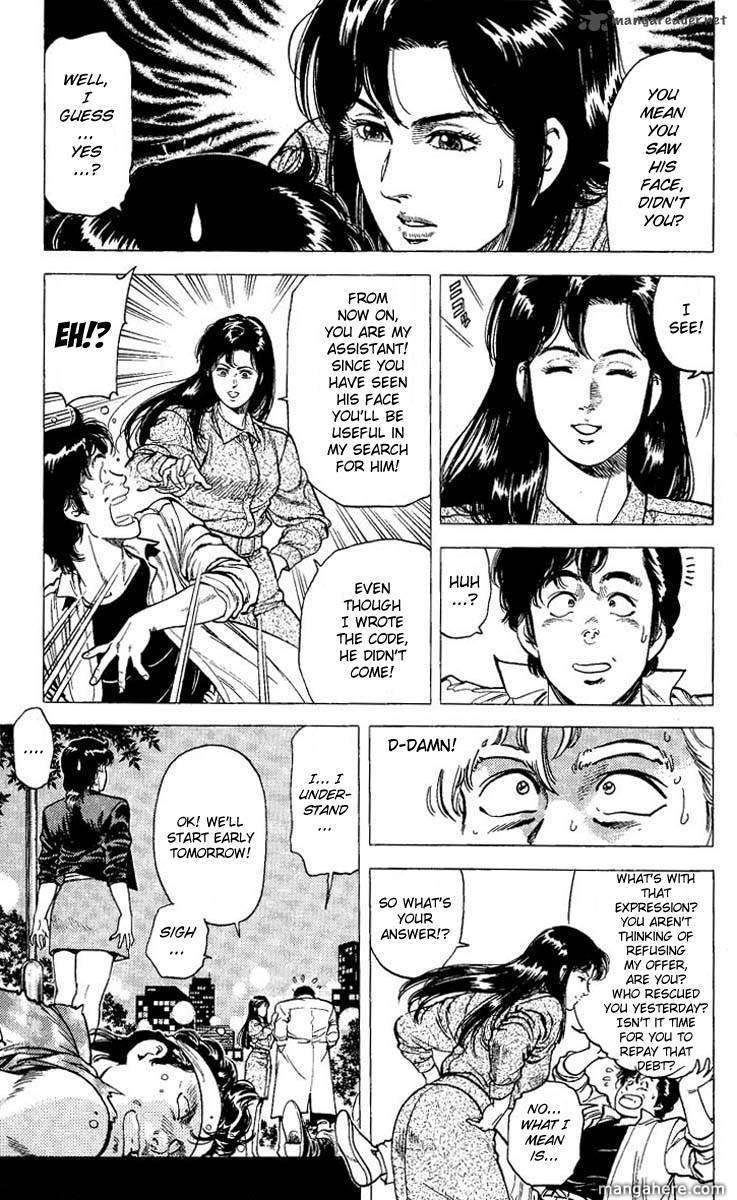 mangareader.net
YOU
MEAN
YOU
SAW
HIS
FACE,
DIDN'T
YOU?
WELL,
I
GUESS
...
YES
...?
I
SEE!
FROM
NOW ON,
YOU ARE MY
ASSISTANT!
SINCE YOU
HAVE SEEN
HIS FACE
YOU'LL BE
USEFUL IN
MY SEARCH
FOR HIM!
EH!?
HUH
...?
EVEN
THOUGH
I WROTE
THE CODE,
HE DIDN'T
COME!
D-DAMN!
WHAT'S WITH
THAT
EXPRESSION?
YOU AREN'T
THINKING OF
REFUSING
MY OFFER,
ARE YOU?
WHO RESCUED
YOU YESTERDAY?
ISN'T IT TIME
FOR YOU TO
REPAY THAT
DEBT?
SO WHAT'S
YOUR
ANSWER!?
NO...
WHAT I
MEAN
IS...
I... I
UNDER-
STAND
...
OK! WE'LL
START EARLY
TOMORROW!
SIGH
...
....
mangahere.com